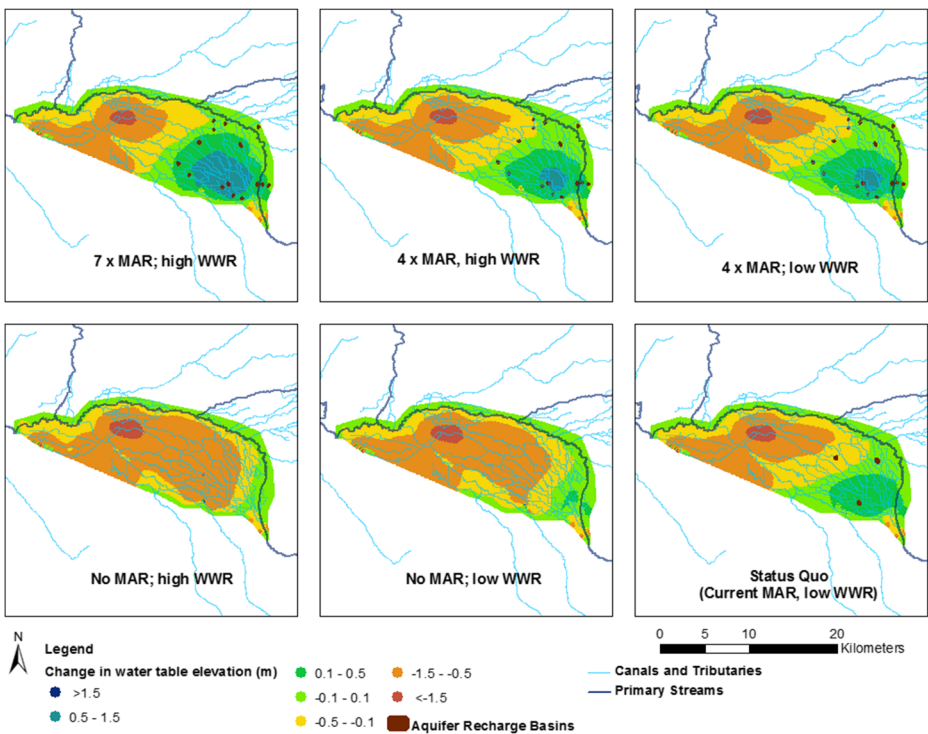 7 x MAR; high WWR
4 x MAR, high WWR
4 x MAR; low WWR
No MAR; high WWR
No MAR; low WWR
Status Quo
(Current MAR, low WWR)
N
Legend
Change in water table elevation (m)
>1.5
0.5 - 1.5
0.1 - 0.5
-0.1 - 0.1
-0.5 - -0.1
-1.5 - -0.5
<-1.5
Aquifer Recharge Basins
0 5 10 20
Kilometers
Canals and Tributaries
Primary Streams